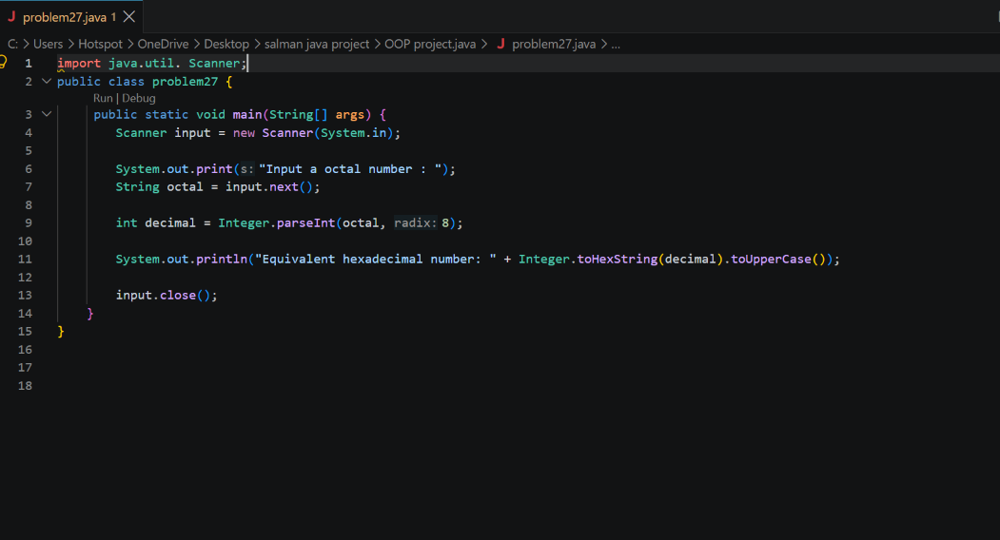 J problem27.java 1 ×
C: > Users > Hotspot > OneDrive > Desktop > salman java project > OOP project.java > J problem27.java > ...
1 import java.util. Scanner;
2 public class problem27 {
Run | Debug
3 public static void main(String[] args) {
4 Scanner input = new Scanner(System.in);
5
6 System.out.print(s: "Input a octal number : ");
7 String octal = input.next();
8
9 int decimal = Integer.parseInt(octal, radix: 8);
10
11 System.out.println("Equivalent hexadecimal number: " + Integer.toHexString(decimal).toUpperCase());
12
13 input.close();
14 }
15 }
16
17
18